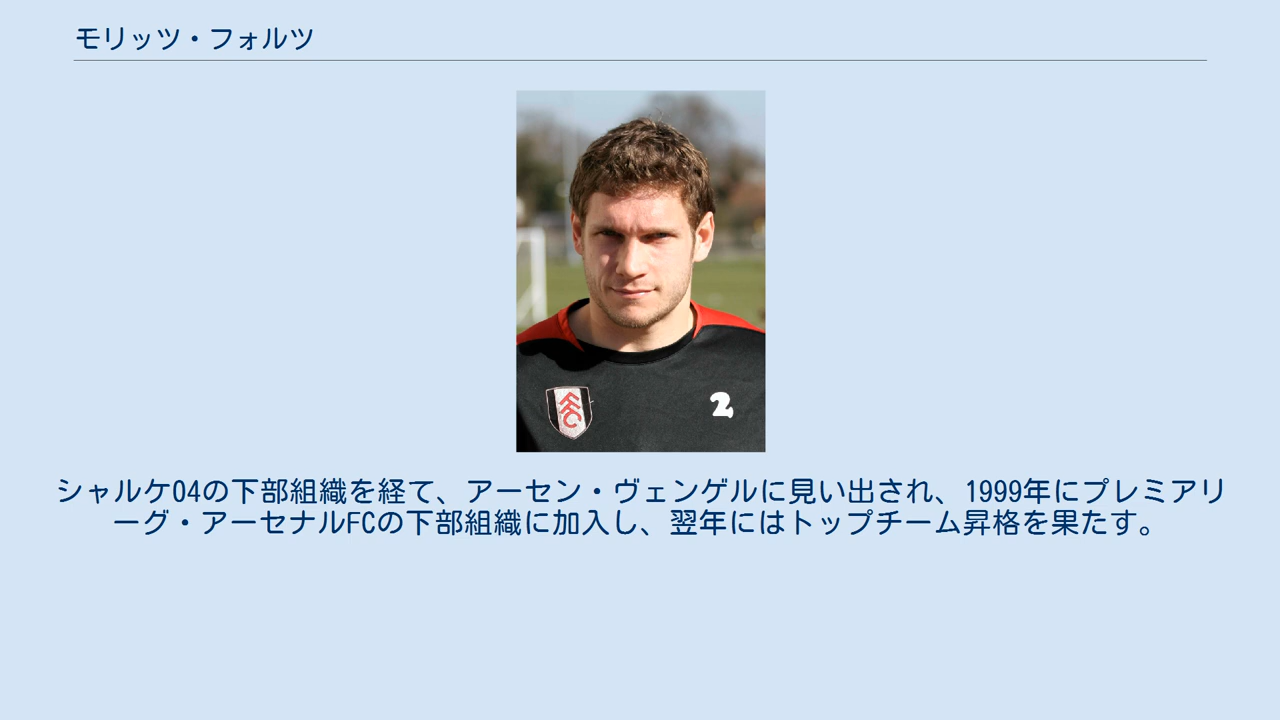 モリッツ・フォルツ
FFC
2
シャルケ04の下部組織を経て、アーセン・ヴェンゲルに見い出され、1999年にプレミアリ
ーグ・アーセナルFCの下部組織に加入し、翌年にはトップチーム昇格を果たす。